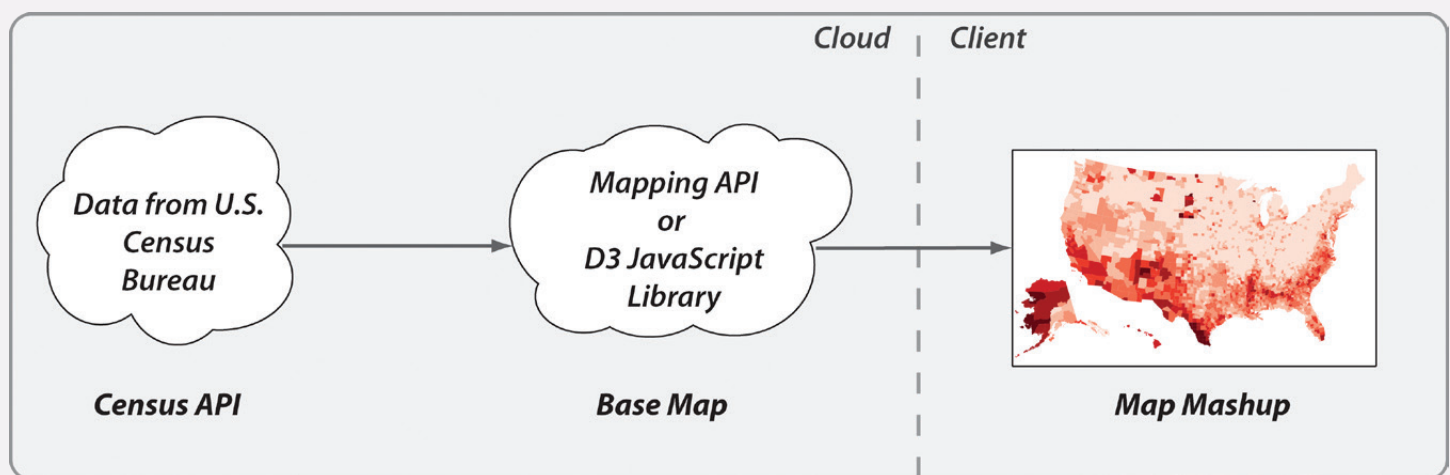 Cloud
Client
Data from U.S.
Census
Bureau
Mapping API
or
D3 JavaScript
Library
Census API
Base Map
Map Mashup